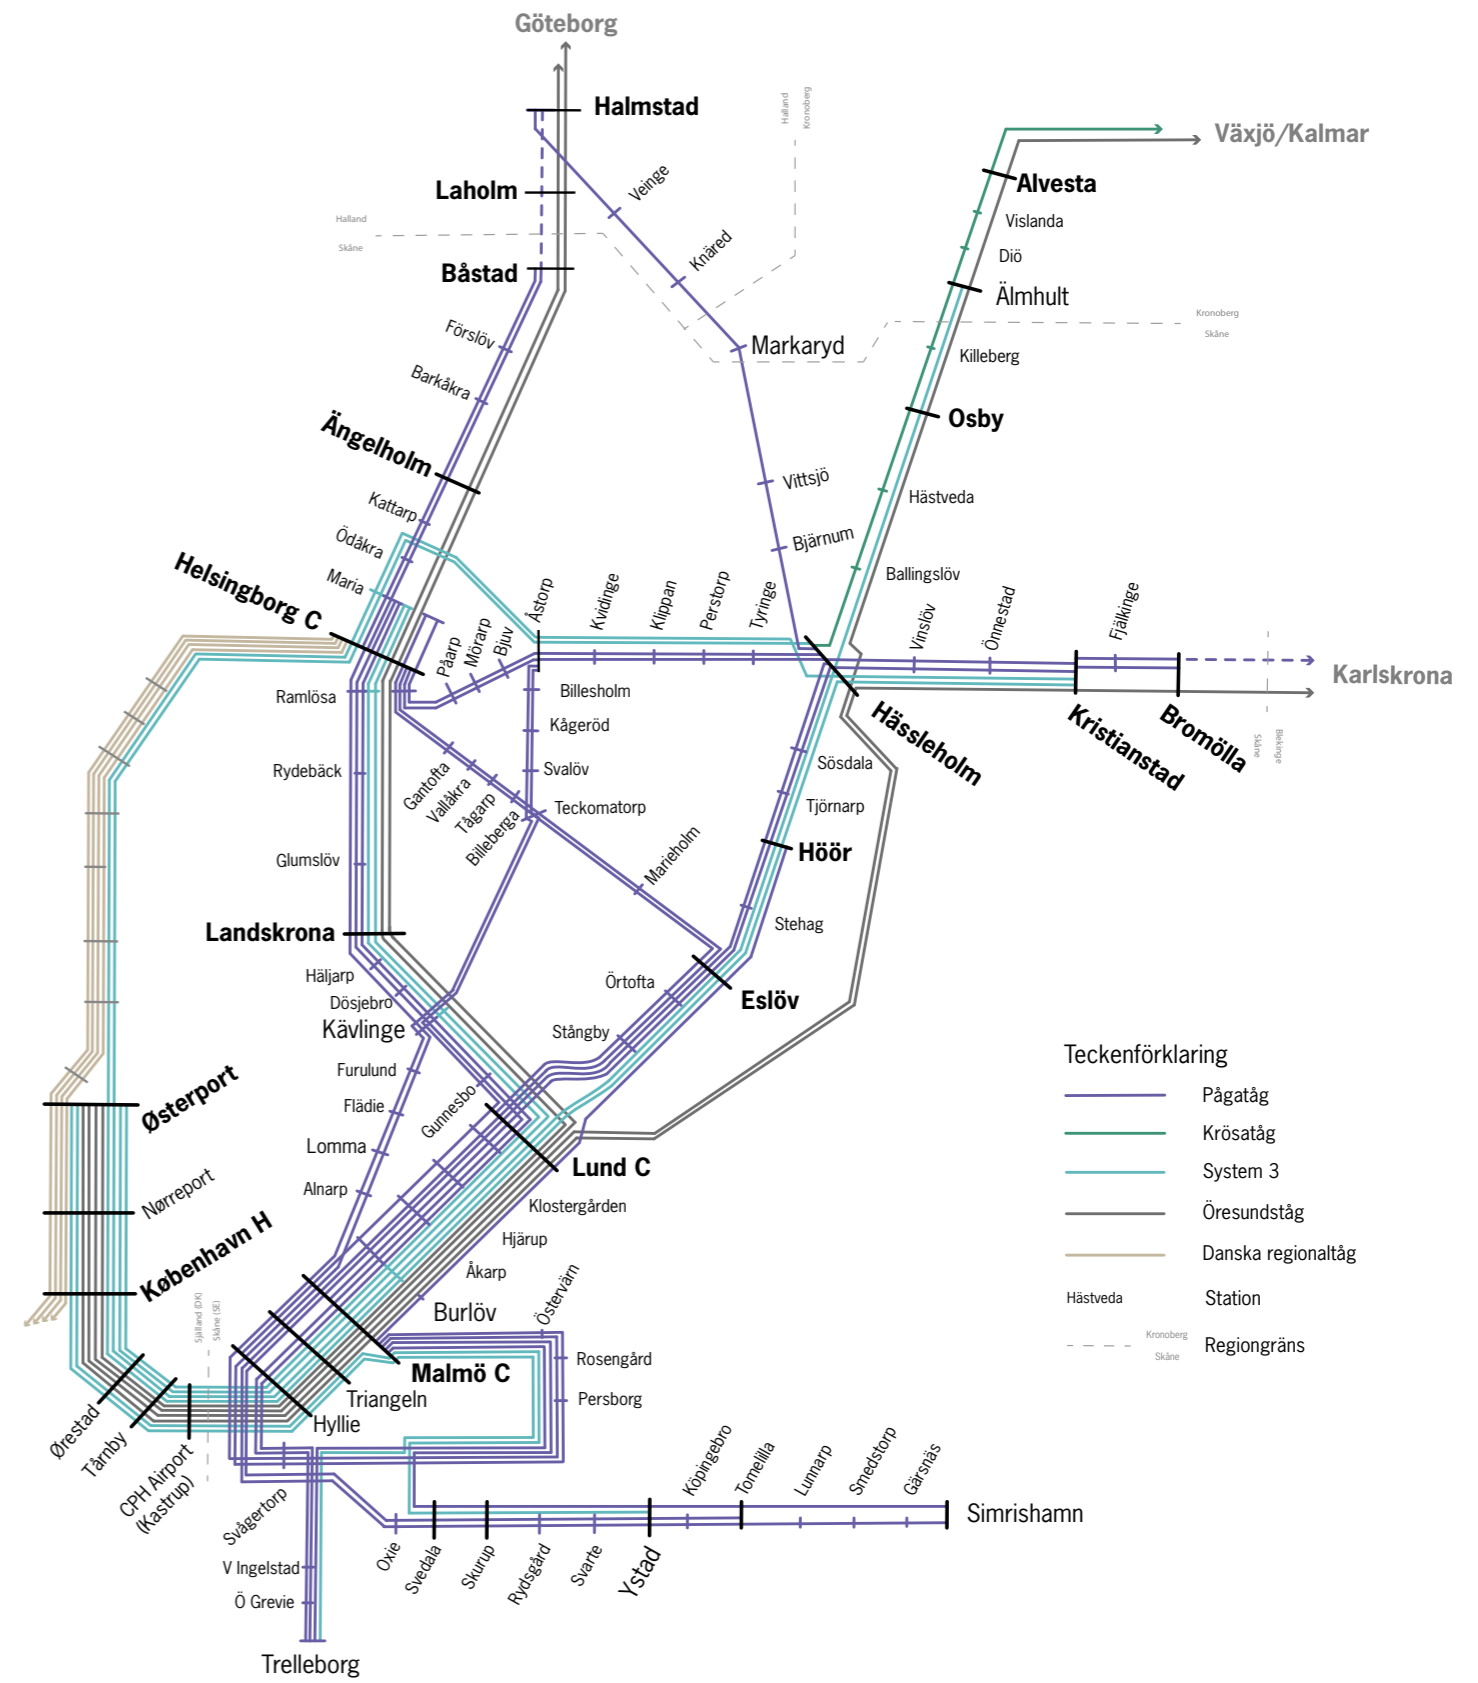 Göteborg
Halmstad
Halland
Kronoberg
Växjö/Kalmar
Veinge
Laholm
Alvesta
Halland
Skåne
Vislanda
Knäred
Diö
Båstad
Älmhult
Kronoberg
Skåne
Förslöv
Markaryd
Killeberg
Barkåkra
Osby
Ängelholm
Vittsjö
Hästveda
Kattarp
Ödåkra
Bjärnum
Ballingslöv
Maria
Helsingborg C
Åstorp
Kvidinge
Klippan
Perstorp
Tyringe
Vinslöv
Önnestad
Fjälkinge
Påarp
Mörarp
Bjuv
Karlskrona
Ramlösa
Billesholm
Kågeröd
Hässleholm
Kristianstad
Bromölla
Skåne
Blekinge
Rydebäck
Svalöv
Sösdala
Gantofta
Vallåkra
Tågarp
Billeberga
Teckomatorp
Tjörnarp
Glumslöv
Marieholm
Höör
Landskrona
Stehag
Häljarp
Örtofta
Dösjebro
Eslöv
Kävlinge
Stångby
Furulund
Flädie
Gunnesbo
Østerport
Lomma
Lund C
Alnarp
Nørreport
Klostergården
Hjärup
København H
Åkarp
Själland (DK)
Skåne (SE)
Burlöv
Östervärn
Malmö C
Rosengård
Triangeln
Persborg
Hyllie
Ørestad
Tårnby
CPH Airport
(Kastrup)
Svågertorp
Köpingebro
Tomelilla
Lunnarp
Smedstorp
Gärsnäs
Simrishamn
Oxie
Svedala
Skurup
Rydsgård
Svarte
Ystad
V Ingelstad
Ö Grevie
Trelleborg
Teckenförklaring
Pågatåg
Krösatåg
System 3
Öresundståg
Danska regionaltåg
Hästveda Station
Kronoberg
Skåne
Regiongräns